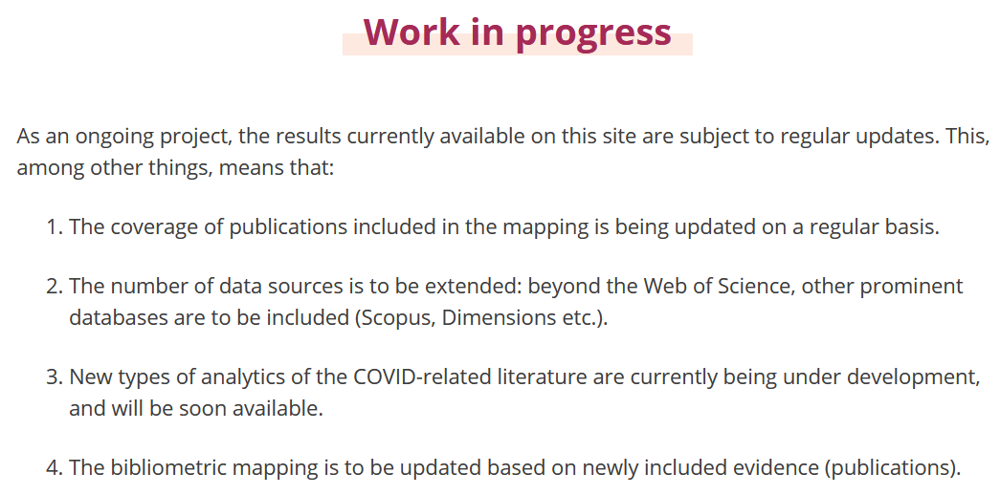 Work in progress
As an ongoing project, the results currently available on this site are subject to regular updates. This,
among other things, means that:
1. The coverage of publications included in the mapping is being updated on a regular basis.
2. The number of data sources is to be extended: beyond the Web of Science, other prominent
databases are to be included (Scopus, Dimensions etc.).
3. New types of analytics of the COVID-related literature are currently being under development,
and will be soon available.
4. The bibliometric mapping is to be updated based on newly included evidence (publications).